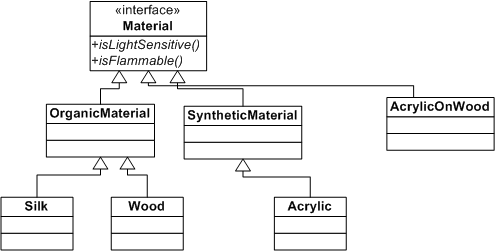 «interface»
Material
+isLightSensitive()
+isFlammable()
OrganicMaterial
SyntheticMaterial
AcrylicOnWood
Silk
Wood
Acrylic